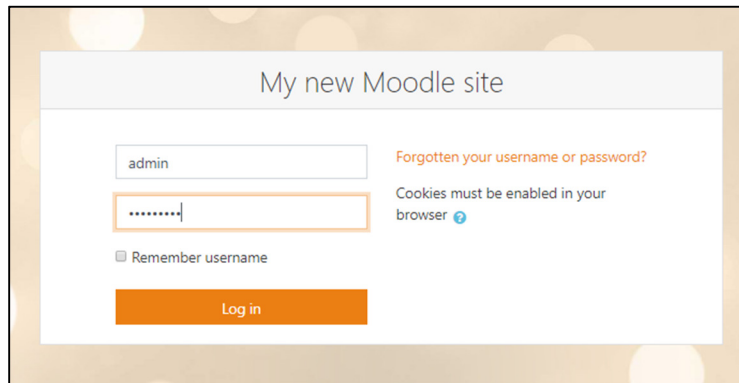 My new Moodle site
admin
•••••••••
Remember username
Log in
Forgotten your username or password?
Cookies must be enabled in your
browser